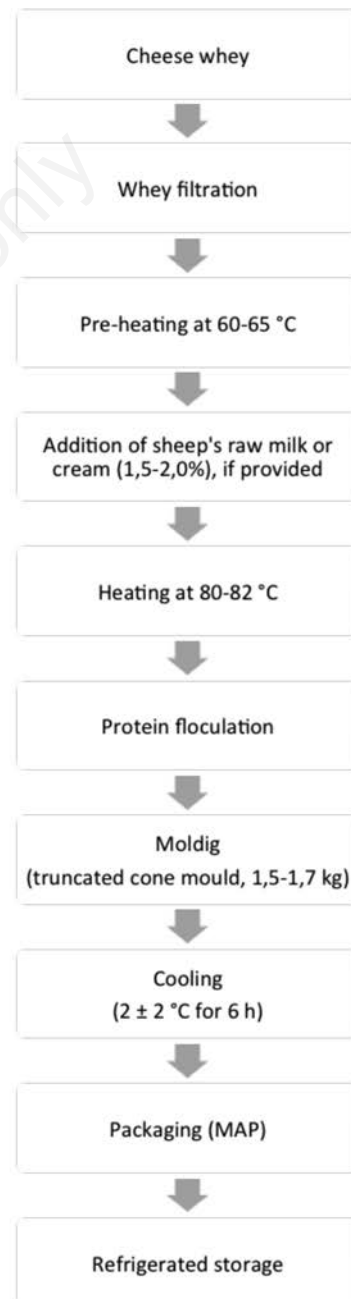 Cheese whey
Whey filtration
Pre-heating at 60-65 °C
Addition of sheep's raw milk or
cream (1,5-2,0%), if provided
Heating at 80-82 °C
Protein floculation
Moldig
(truncated cone mould, 1,5-1,7 kg)
Cooling
(2 ± 2 °C for 6 h)
Packaging (MAP)
Refrigerated storage
only